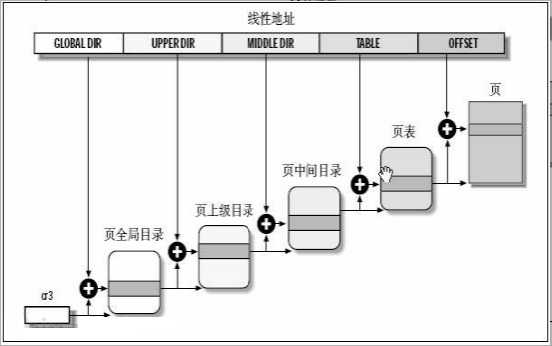 线性地址
GLOBAL DIR
UPPER DIR
MIDDLE DIR
TABLE
OFFSET
页
页表
页中间目录
页上级目录
页全局目录
cr3